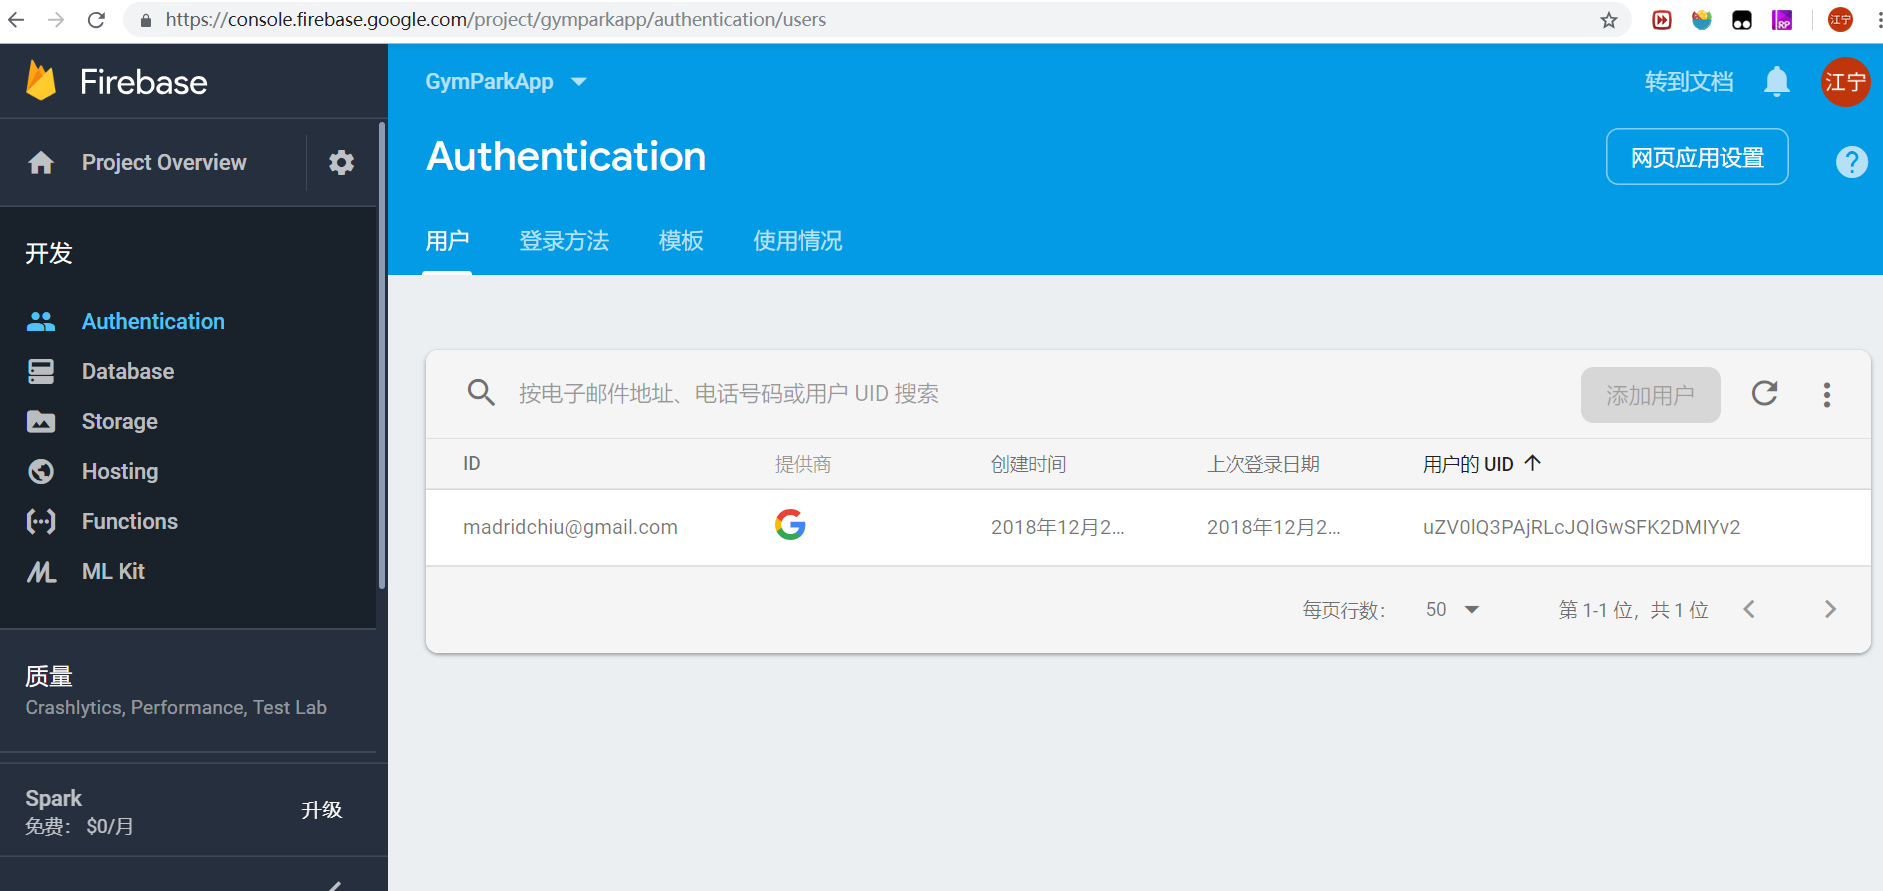 https://console.firebase.google.com/project/gymparkapp/authentication/users
RP
江宁
Firebase
GymParkApp
转到文档
江宁
Project Overview
Authentication
网页应用设置
?
用户
登录方法
模板
使用情况
开发
Authentication
Database
Storage
Hosting
Functions
ML Kit
按电子邮件地址、电话号码或用户 UID 搜索
添加用户
ID
提供商
创建时间
上次登录日期
用户的 UID
madridchiu@gmail.com
2018年12月2...
2018年12月2...
uZV0lQ3PAjRLcJQlGwSFK2DMIYv2
每页行数：
50
第 1-1 位，共 1 位
质量
Crashlytics, Performance, Test Lab
Spark
免费： $0/月
升级